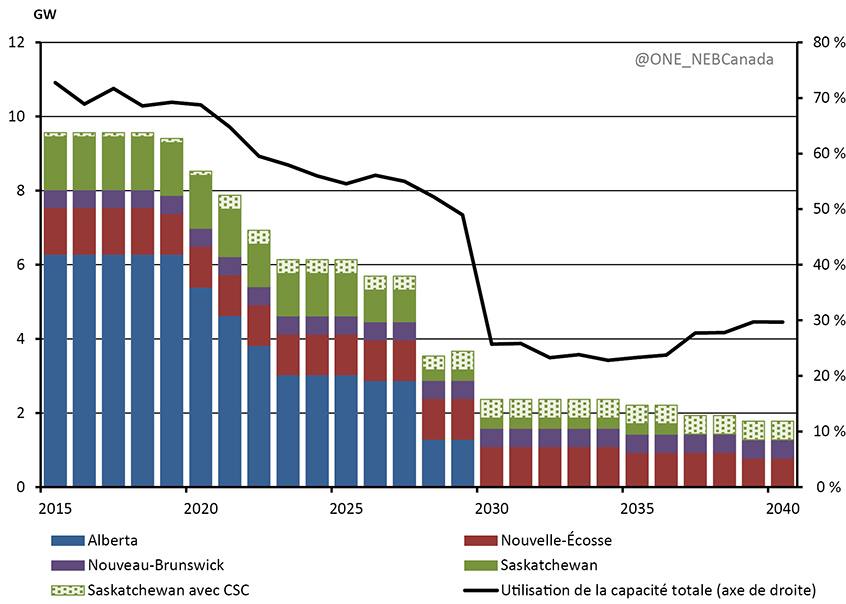 GW
12
80 %
@ONE_NEBCanada
70 %
10
60 %
8
50 %
6
40 %
30 %
4
20 %
2
10 %
0
0 %
2015
2020
2025
2030
2035
2040
Alberta
Nouvelle-Écosse
Nouveau-Brunswick
Saskatchewan
Saskatchewan avec CSC
Utilisation de la capacité totale (axe de droite)